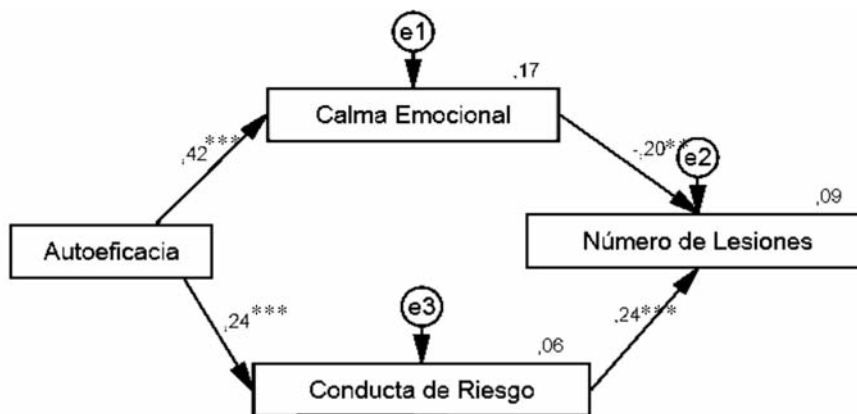 e1
,17
Calma Emocional
,42***
-,20**
e2
,09
Autoeficacia
Número de Lesiones
,24***
e3
,24***
,06
Conducta de Riesgo